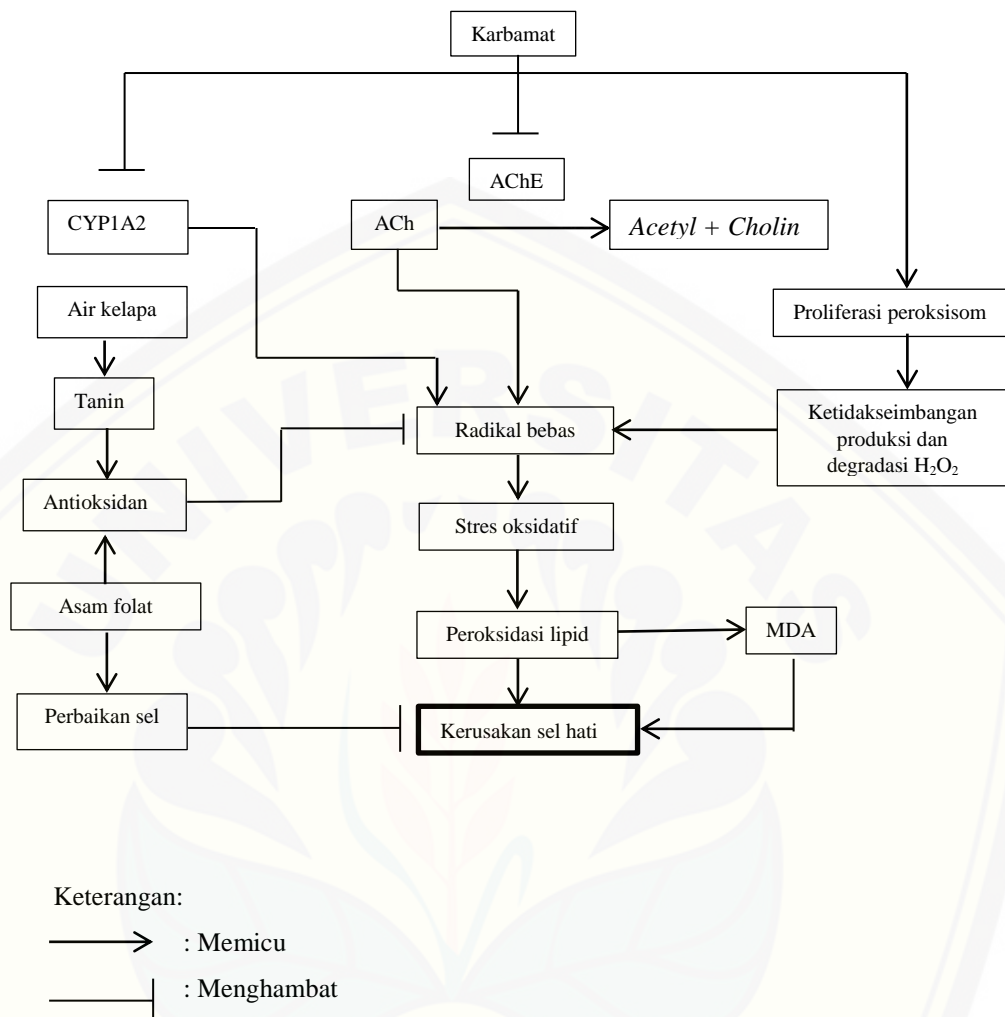 Karbamat
AChE
CYP1A2
ACh
Acetyl + Cholin
Air kelapa
Proliferasi peroksisom
Tanin
Radikal bebas
Ketidakseimbangan
produksi dan
degradasi H₂O₂
Antioksidan
Stres oksidatif
Asam folat
Peroksidasi lipid
MDA
Perbaikan sel
Kerusakan sel hati
Keterangan:
: Memicu
: Menghambat
UNIVERSITAS